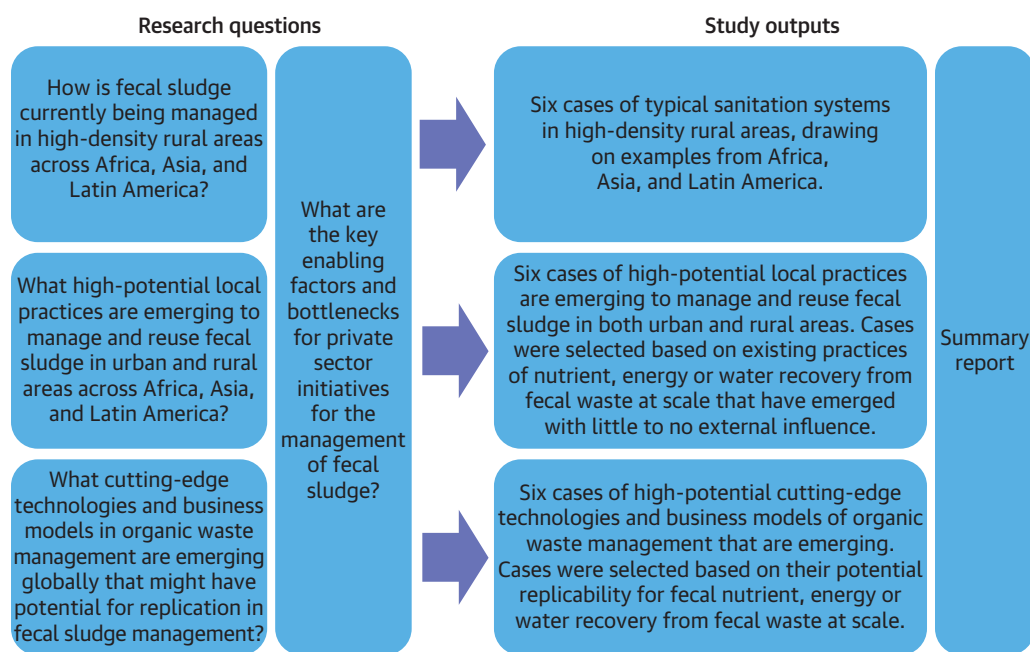 Research questions
How is fecal sludge
currently being managed
in high-density rural areas
across Africa, Asia, and
Latin America?
What high-potential local
practices are emerging to
manage and reuse fecal
sludge in urban and rural
areas across Africa, Asia,
and Latin America?
What cutting-edge
technologies and business
models in organic waste
management are emerging
globally that might have
potential for replication in
fecal sludge management?
What are
the key
enabling
factors and
bottlenecks
for private
sector
initiatives
for the
management
of fecal
sludge?
Study outputs
Six cases of typical sanitation systems
in high-density rural areas, drawing
on examples from Africa,
Asia, and Latin America.
Six cases of high-potential local practices
are emerging to manage and reuse fecal
sludge in both urban and rural areas. Cases
were selected based on existing practices
of nutrient, energy or water recovery from
fecal waste at scale that have emerged
with little to no external influence.
Six cases of high-potential cutting-edge
technologies and business models of organic
waste management that are emerging.
Cases were selected based on their potential
replicability for fecal nutrient, energy or
water recovery from fecal waste at scale.
Summary
report